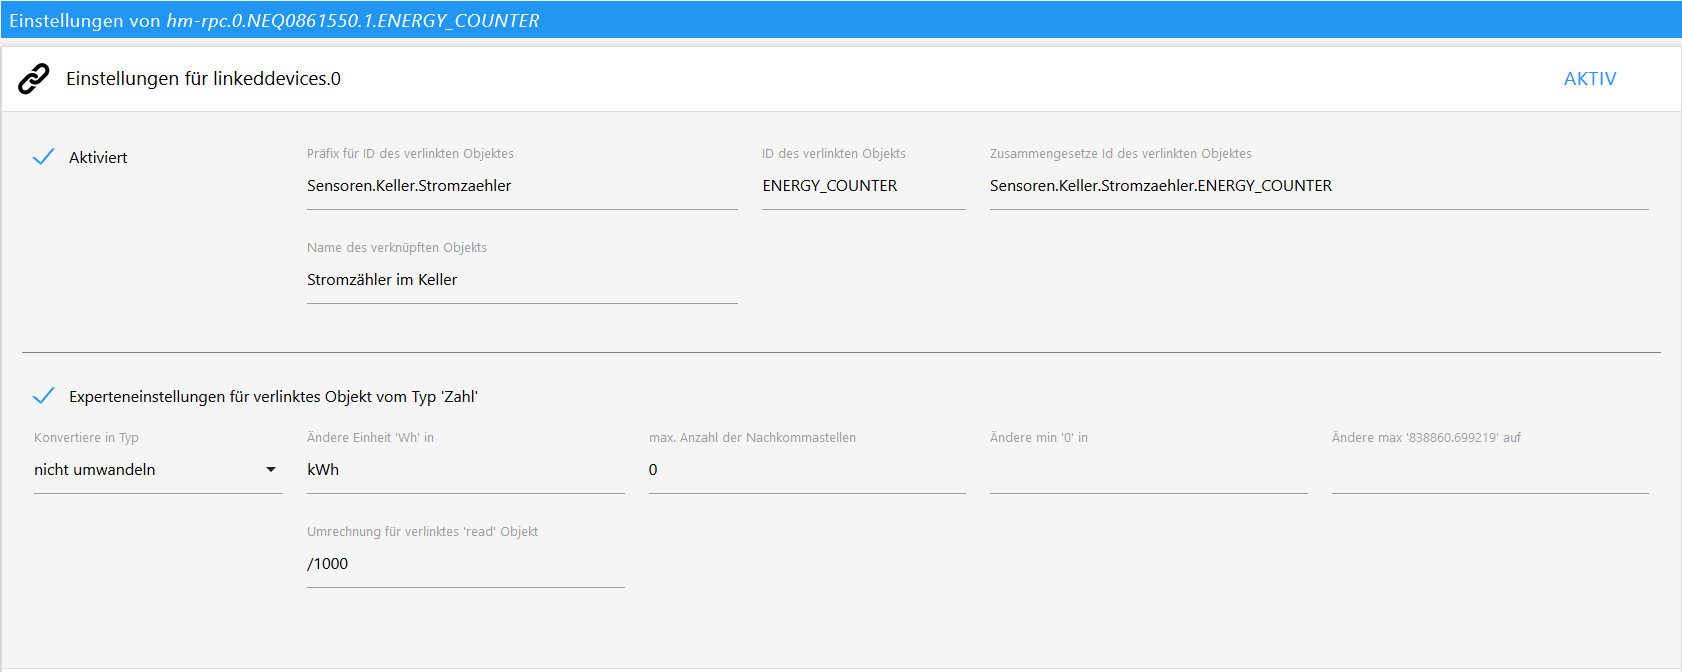 Einstellungen von hm-rpc.0.NEQ0861550.1.ENERGY_COUNTER
Einstellungen für linkeddevices.0
AKTIV
Aktiviert
Präfix für ID des verlinkten Objektes
Sensoren.Keller.Stromzaehler
ID des verlinkten Objekts
ENERGY_COUNTER
Zusammengesetze Id des verlinkten Objektes
Sensoren.Keller.Stromzaehler.ENERGY_COUNTER
Name des verknüpften Objekts
Stromzähler im Keller
Experteneinstellungen für verlinktes Objekt vom Typ 'Zahl'
Konvertiere in Typ
nicht umwandeln
Ändere Einheit 'Wh' in
kWh
max. Anzahl der Nachkommastellen
0
Ändere min '0' in
Ändere max '838860.699219' auf
Umrechnung für verlinktes 'read' Objekt
/1000